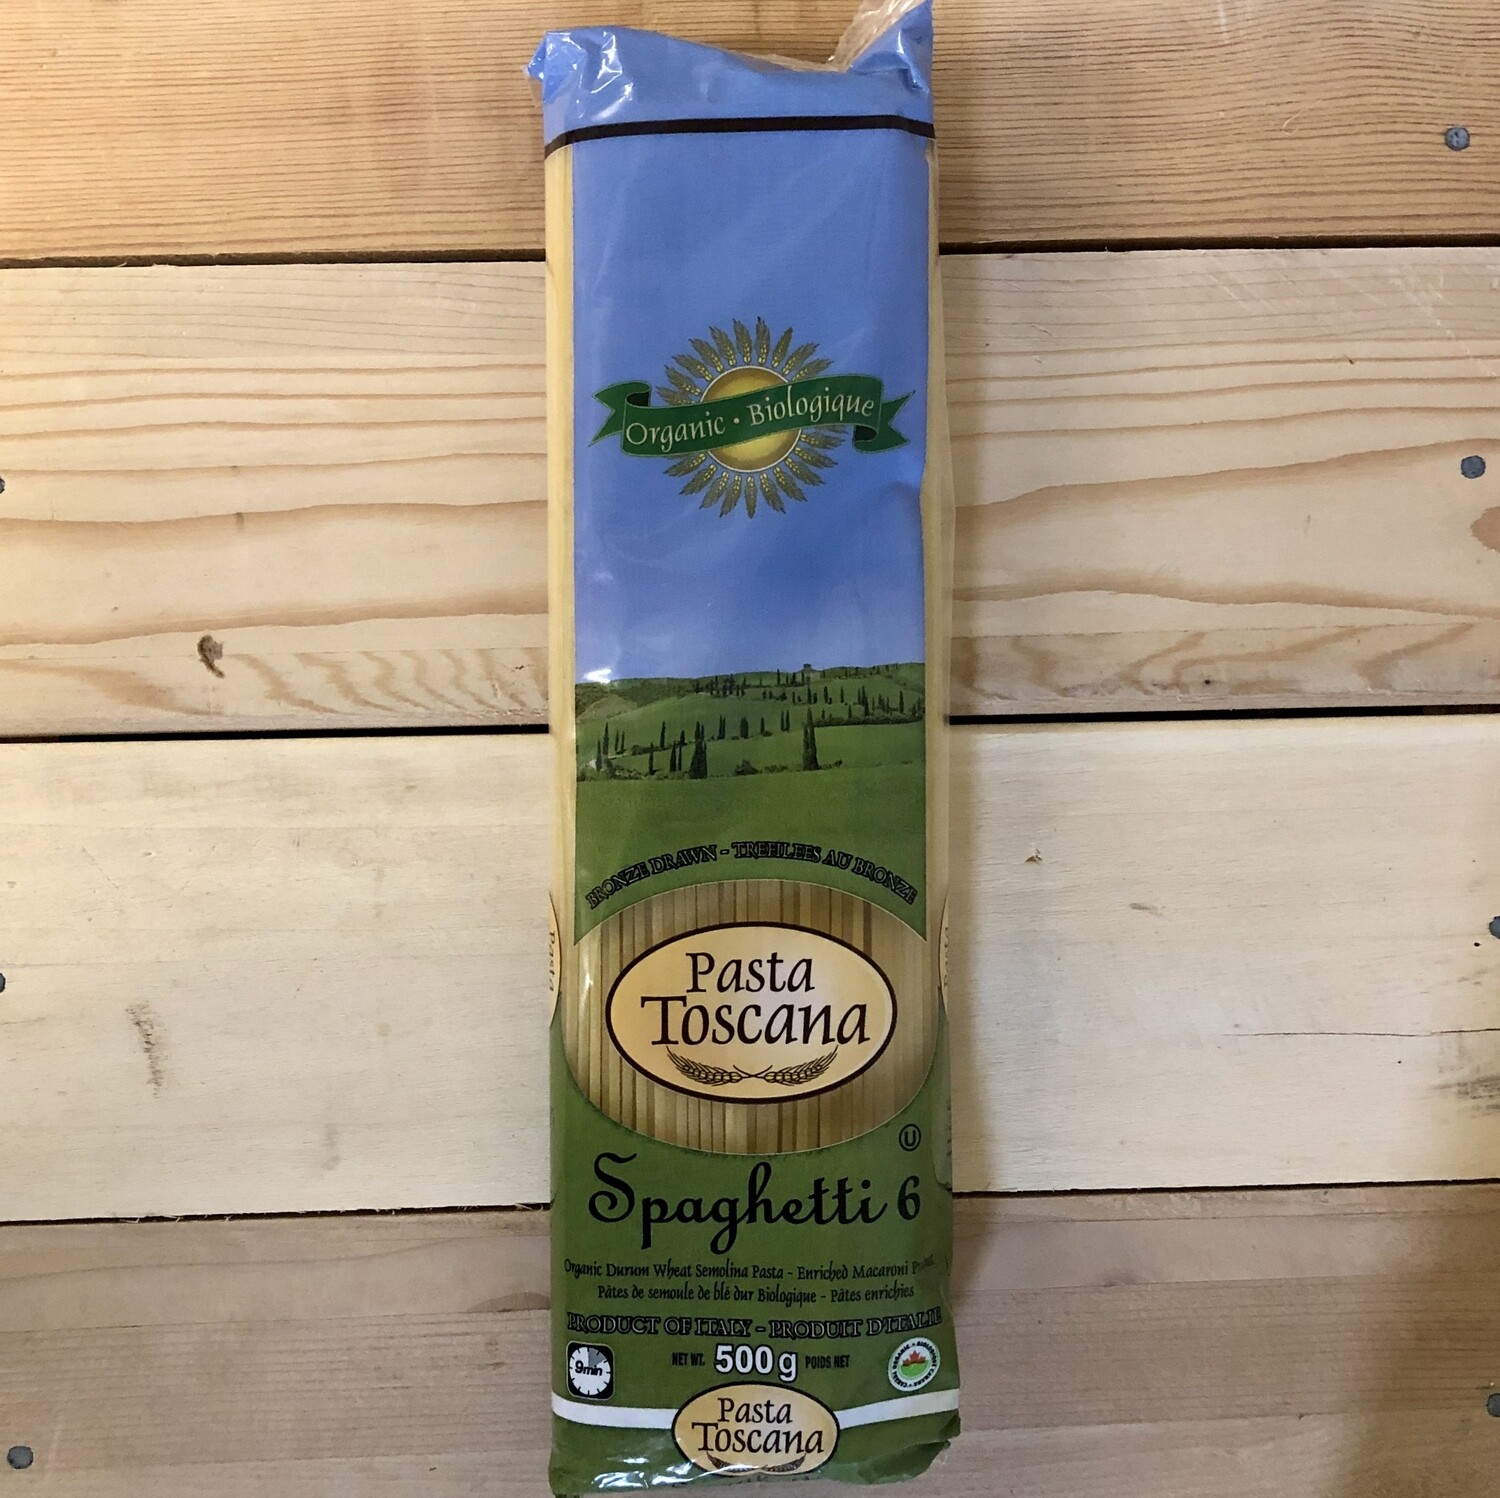 Organic • Biologique
BRONZE DRAWN - TREFILEES AU BRONZE
Pasta
Toscana
Pasta
U
Spaghetti 6
Organic Durum Wheat Semolina Pasta - Enriched Macaroni
Pâtes de semoule de blé dur Biologique - Pâtes enrichies
PRODUCT OF ITALY - PRODUIT D'ITALIE
9min
NET WT. 500 g POIDS NET
Pasta
Toscana